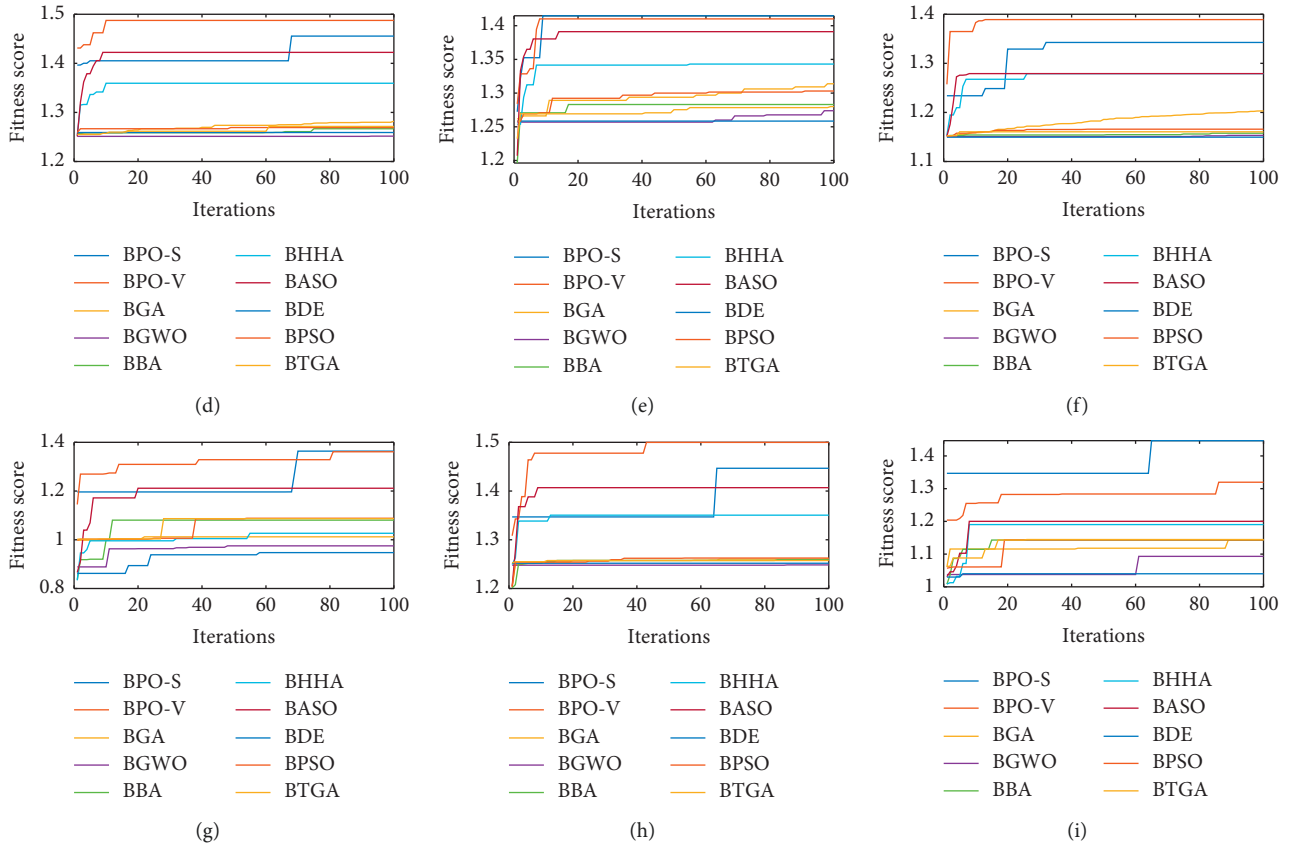 Fitness score
1.5
1.4
1.3
1.2
0 20 40 60 80 100
Iterations
BPO-S BHHA
BPO-V BASO
BGA BDE
BGWO BPSO
BBA BTGA
(d)
Fitness score
1.4
1.35
1.3
1.25
1.2
0 20 40 60 80 100
Iterations
BPO-S BHHA
BPO-V BASO
BGA BDE
BGWO BPSO
BBA BTGA
(e)
Fitness score
1.4
1.3
1.2
1.1
0 20 40 60 80 100
Iterations
BPO-S BHHA
BPO-V BASO
BGA BDE
BGWO BPSO
BBA BTGA
(f)
Fitness score
1.4
1.2
1
0.8
0 20 40 60 80 100
Iterations
BPO-S BHHA
BPO-V BASO
BGA BDE
BGWO BPSO
BBA BTGA
(g)
Fitness score
1.5
1.4
1.3
1.2
0 20 40 60 80 100
Iterations
BPO-S BHHA
BPO-V BASO
BGA BDE
BGWO BPSO
BBA BTGA
(h)
Fitness score
1.4
1.3
1.2
1.1
1
0 20 40 60 80 100
Iterations
BPO-S BHHA
BPO-V BASO
BGA BDE
BGWO BPSO
BBA BTGA
(i)